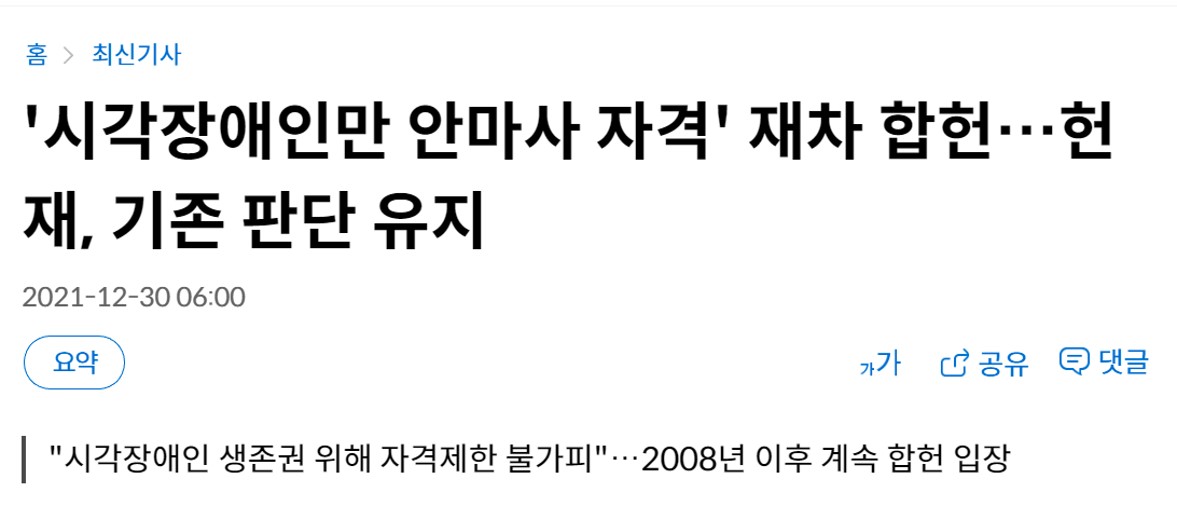 홈 > 최신기사
'시각장애인만 안마사 자격' 재차 합헌…헌
재, 기존 판단 유지
2021-12-30 06:00
요약 가가 공유 댓글
"시각장애인 생존권 위해 자격제한 불가피"…2008년 이후 계속 합헌 입장